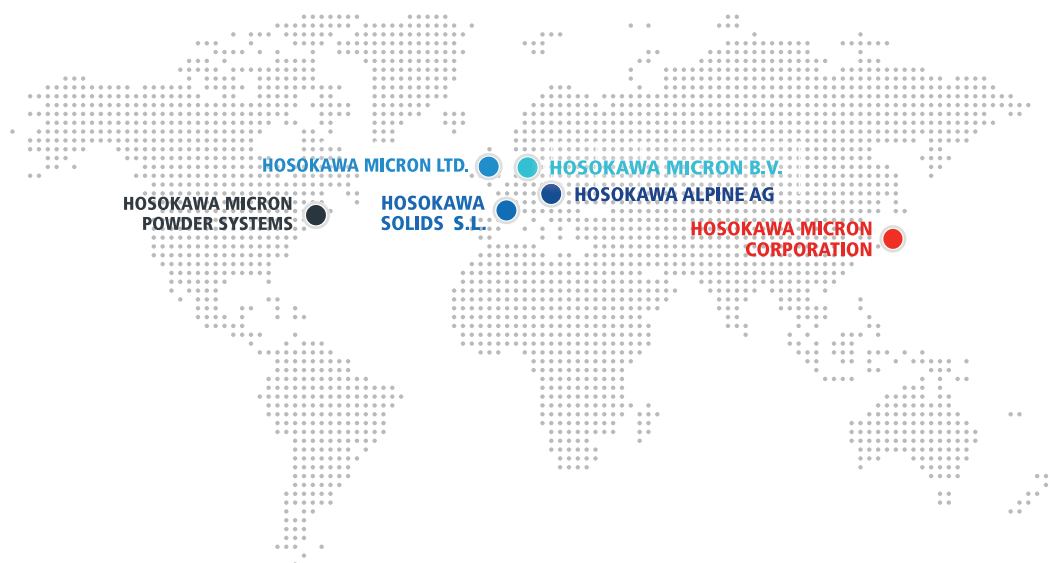 HOSOKAWA MICRON LTD.
HOSOKAWA MICRON B.V.
HOSOKAWA ALPINE AG
HOSOKAWA MICRON
POWDER SYSTEMS
HOSOKAWA
SOLIDS S.L.
HOSOKAWA MICRON
CORPORATION